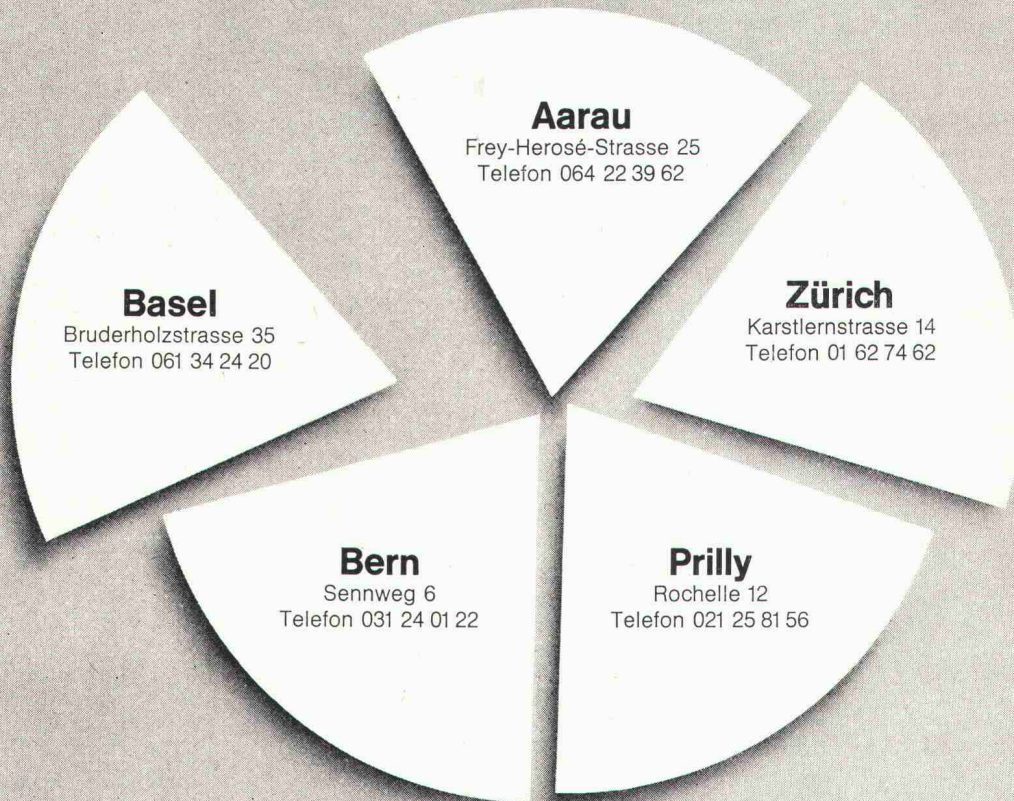 Aarau
Frey-Herosé-Strasse 25
Telefon 064 22 39 62
Basel
Bruderholzstrasse 35
Telefon 061 34 24 20
Zürich
Karstlernstrasse 14
Telefon 01 62 74 62
Bern
Sennweg 6
Telefon 031 24 01 22
Prilly
Rochelle 12
Telefon 021 25 81 56